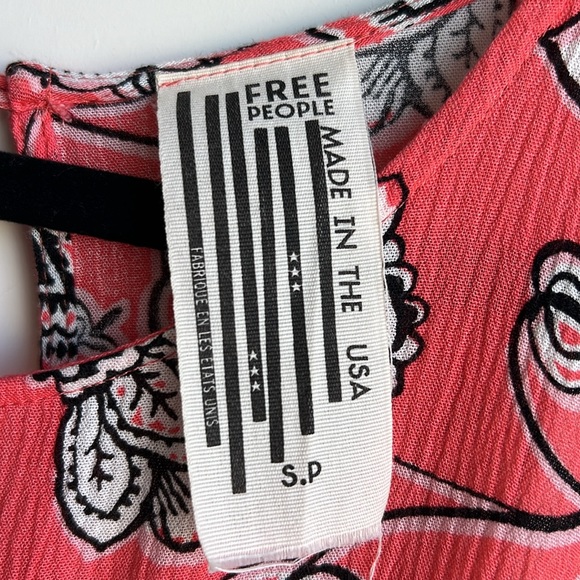 FREE
PEOPLE
MADE IN THE USA
FABRIQUE EN LES ETATS UNIS
S.P